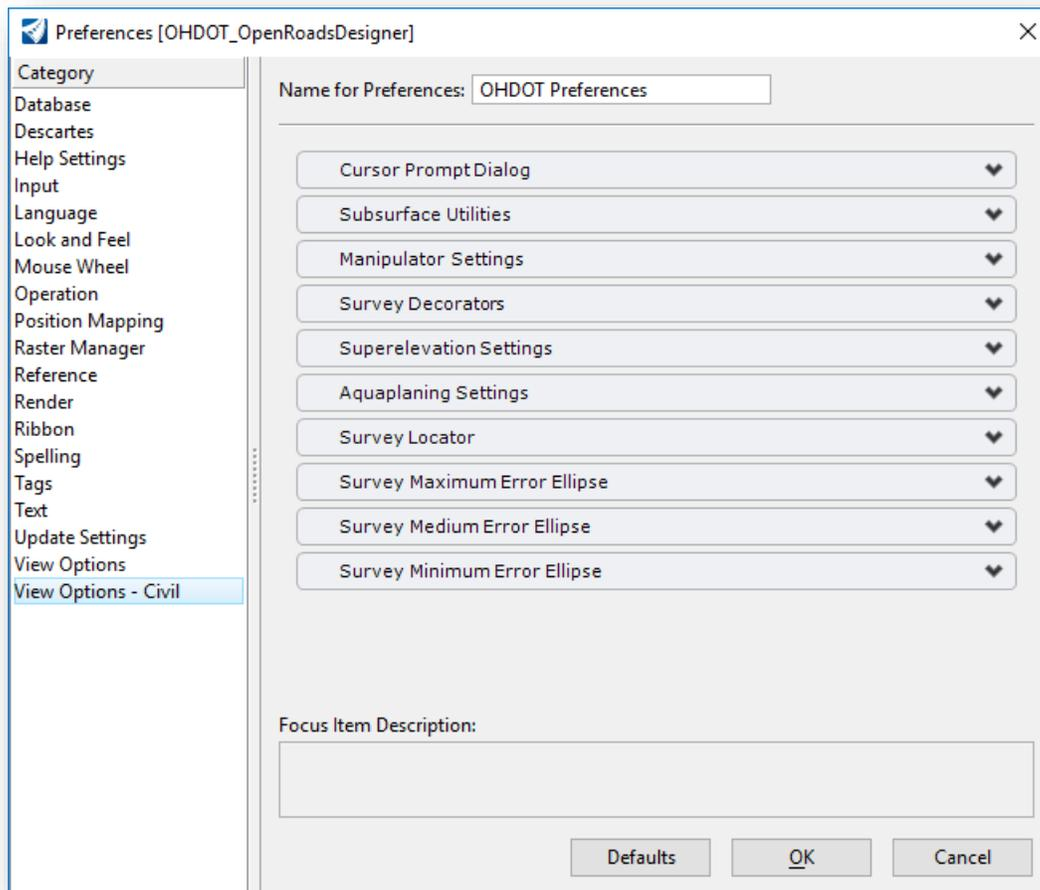 Preferences [OHDOT_OpenRoadsDesigner]
Category
Database
Descartes
Help Settings
Input
Language
Look and Feel
Mouse Wheel
Operation
Position Mapping
Raster Manager
Reference
Render
Ribbon
Spelling
Tags
Text
Update Settings
View Options
View Options - Civil
Name for Preferences: OHDOT Preferences
Cursor Prompt Dialog
Subsurface Utilities
Manipulator Settings
Survey Decorators
Superelevation Settings
Aquaplaning Settings
Survey Locator
Survey Maximum Error Ellipse
Survey Medium Error Ellipse
Survey Minimum Error Ellipse
Focus Item Description:
Defaults OK Cancel